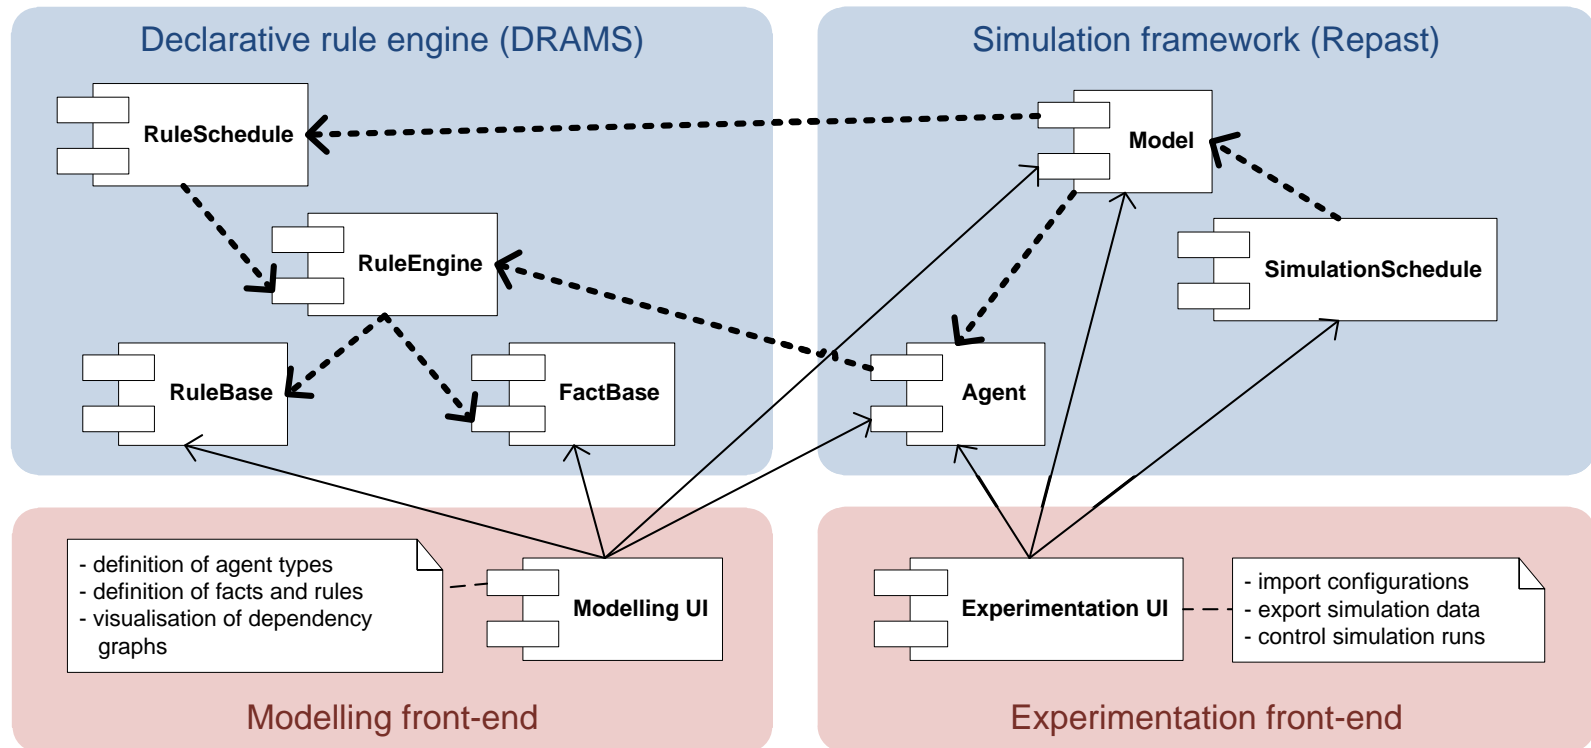 Declarative rule engine (DRAMS)
RuleSchedule
RuleEngine
RuleBase
FactBase
Simulation framework (Repast)
Model
SimulationSchedule
Agent
- definition of agent types
- definition of facts and rules
- visualisation of dependency
graphs
Modelling UI
Modelling front-end
Experimentation UI
- import configurations
- export simulation data
- control simulation runs
Experimentation front-end